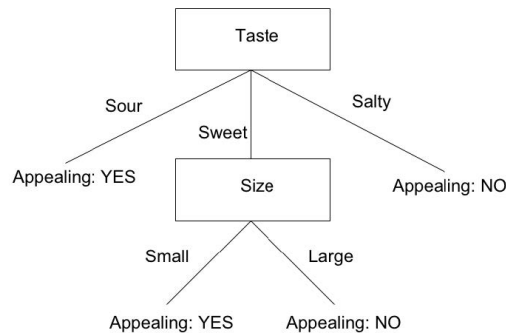 Taste
Sour
Sweet
Salty
Appealing: YES
Size
Appealing: NO
Small
Large
Appealing: YES
Appealing: NO